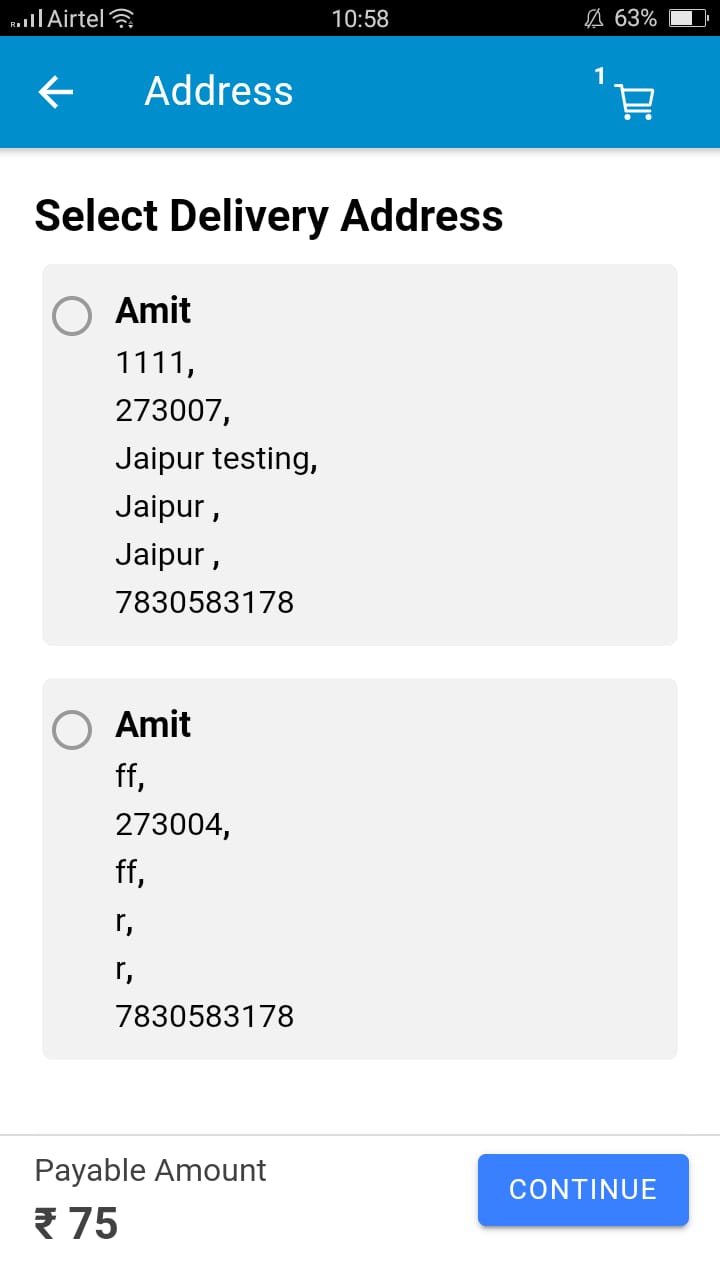 Airtel 10:58 63%
Address 1
Select Delivery Address
Amit
1111,
273007,
Jaipur testing,
Jaipur ,
Jaipur ,
7830583178
Amit
ff,
273004,
ff,
r,
r,
7830583178
Payable Amount
₹ 75
CONTINUE